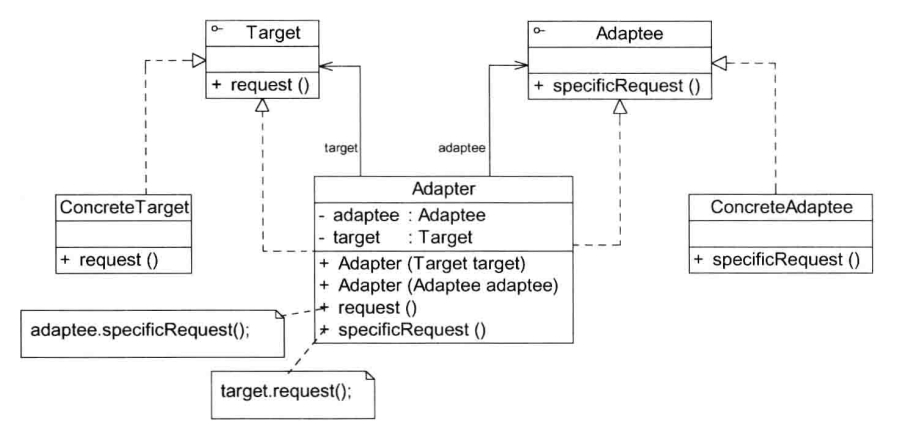 Target
+ request ()
Adaptee
+ specificRequest ()
target
adaptee
ConcreteTarget
+ request ()
Adapter
- adaptee : Adaptee
- target : Target
+ Adapter (Target target)
+ Adapter (Adaptee adaptee)
+ request ()
+ specificRequest ()
ConcreteAdaptee
+ specificRequest ()
adaptee.specificRequest();
target.request();